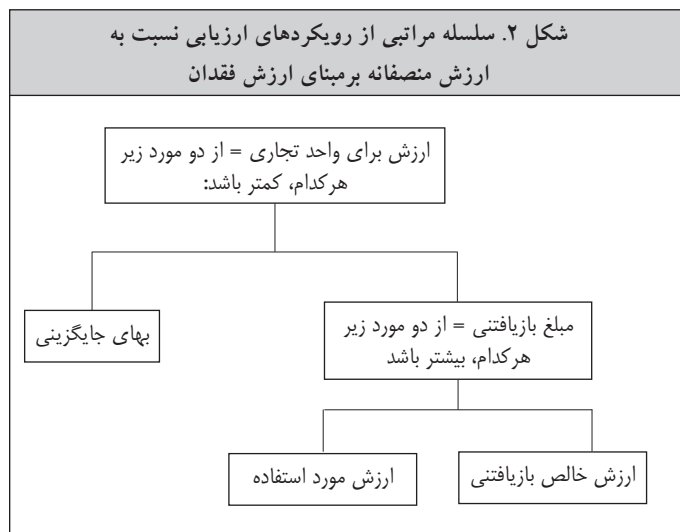 شکل ۲. سلسله مراتبی از رویکردهای ارزیابی نسبت به
ارزش منصفانه برمبنای ارزش فقدان
ارزش برای واحد تجاری = از دو مورد زیر
هرکدام، کمتر باشد:
مبلغ بازیافتنی = از دو مورد زیر
هرکدام، بیشتر باشد
بهای جایگزینی
ارزش خالص بازیافتنی
ارزش مورد استفاده